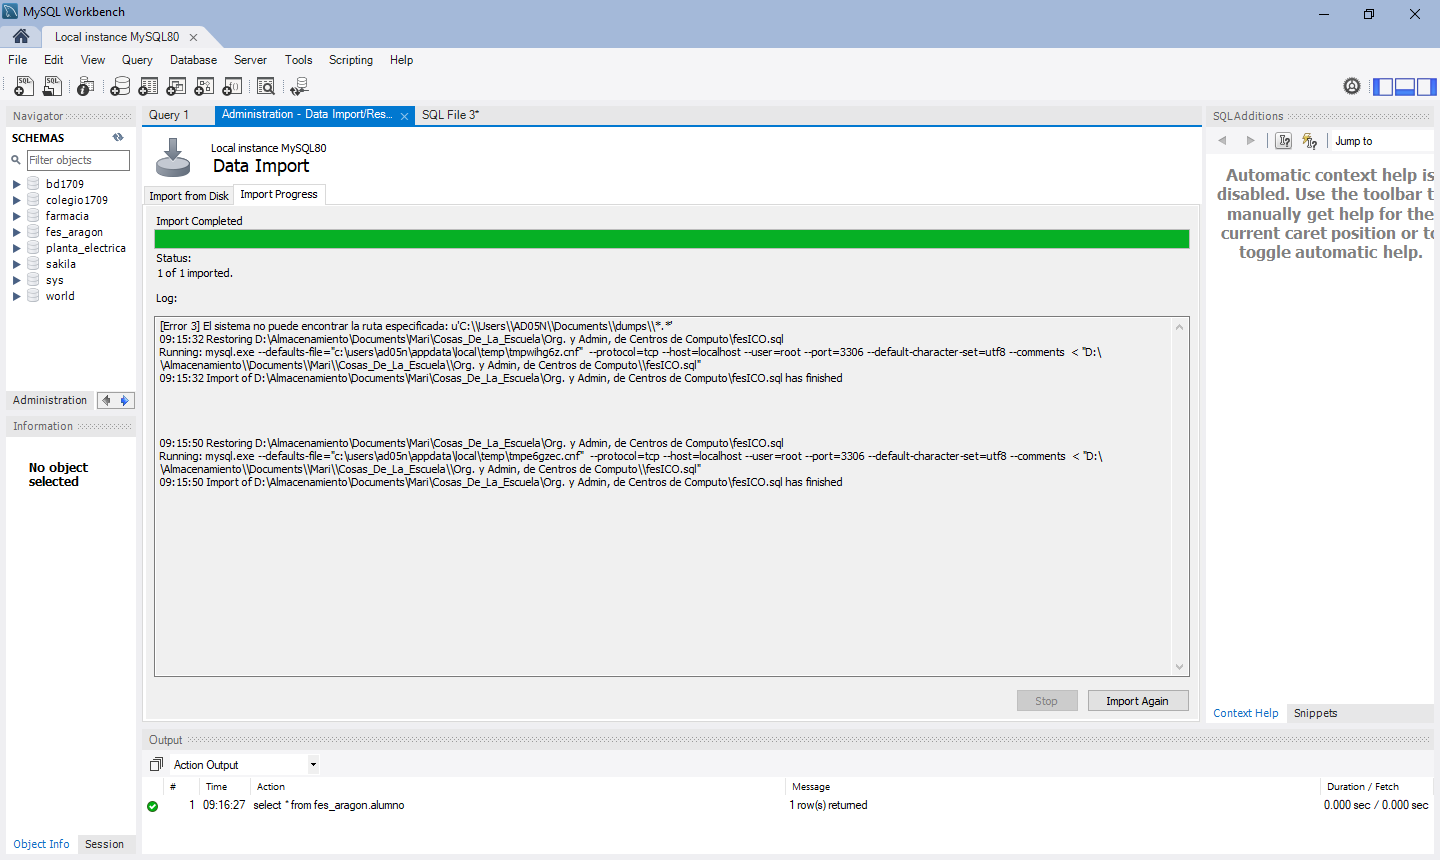 MySQL Workbench
Local instance MySQL80
File Edit View Query Database Server Tools Scripting Help
Navigator
SCHEMAS
Filter objects
bd1709
colegio1709
farmacia
fes_aragon
planta_electrica
sakila
sys
world
Administration
Information
No object
selected
Object Info Session
Query 1 Administration - Data Import/Res... SQL File 3*
Local instance MySQL80
Data Import
Import from Disk Import Progress
Import Completed
Status:
1 of 1 imported.
Log:
[Error 3] El sistema no puede encontrar la ruta especificada: u'C:\\Users\\AD05N\\Documents\\dumps\\*.*'
09:15:32 Restoring D:\Almacenamiento\Documents\Mari\Cosas_De_La_Escuela\Org. y Admin, de Centros de Computo\fesICO.sql
Running: mysql.exe --defaults-file="c:\users\ad05n\appdata\local\temp\tmpwihg6z.cnf"  --protocol=tcp --host=localhost --user=root --port=3306 --default-character-set=utf8 --comments  < "D:\
\Almacenamiento\\Documents\\Mari\\Cosas_De_La_Escuela\\Org. y Admin, de Centros de Computo\\fesICO.sql"
09:15:32 Import of D:\Almacenamiento\Documents\Mari\Cosas_De_La_Escuela\Org. y Admin, de Centros de Computo\fesICO.sql has finished
09:15:50 Restoring D:\Almacenamiento\Documents\Mari\Cosas_De_La_Escuela\Org. y Admin, de Centros de Computo\fesICO.sql
Running: mysql.exe --defaults-file="c:\users\ad05n\appdata\local\temp\tmpe6gzec.cnf"  --protocol=tcp --host=localhost --user=root --port=3306 --default-character-set=utf8 --comments  < "D:\
\Almacenamiento\\Documents\\Mari\\Cosas_De_La_Escuela\\Org. y Admin, de Centros de Computo\\fesICO.sql"
09:15:50 Import of D:\Almacenamiento\Documents\Mari\Cosas_De_La_Escuela\Org. y Admin, de Centros de Computo\fesICO.sql has finished
Stop Import Again
SQLAdditions
Jump to
Automatic context help is
disabled. Use the toolbar t
manually get help for the
current caret position or to
toggle automatic help.
Context Help Snippets
Output
Action Output
# Time Action Message Duration / Fetch
1 09:16:27 select * from fes_aragon.alumno 1 row(s) returned 0.000 sec / 0.000 sec